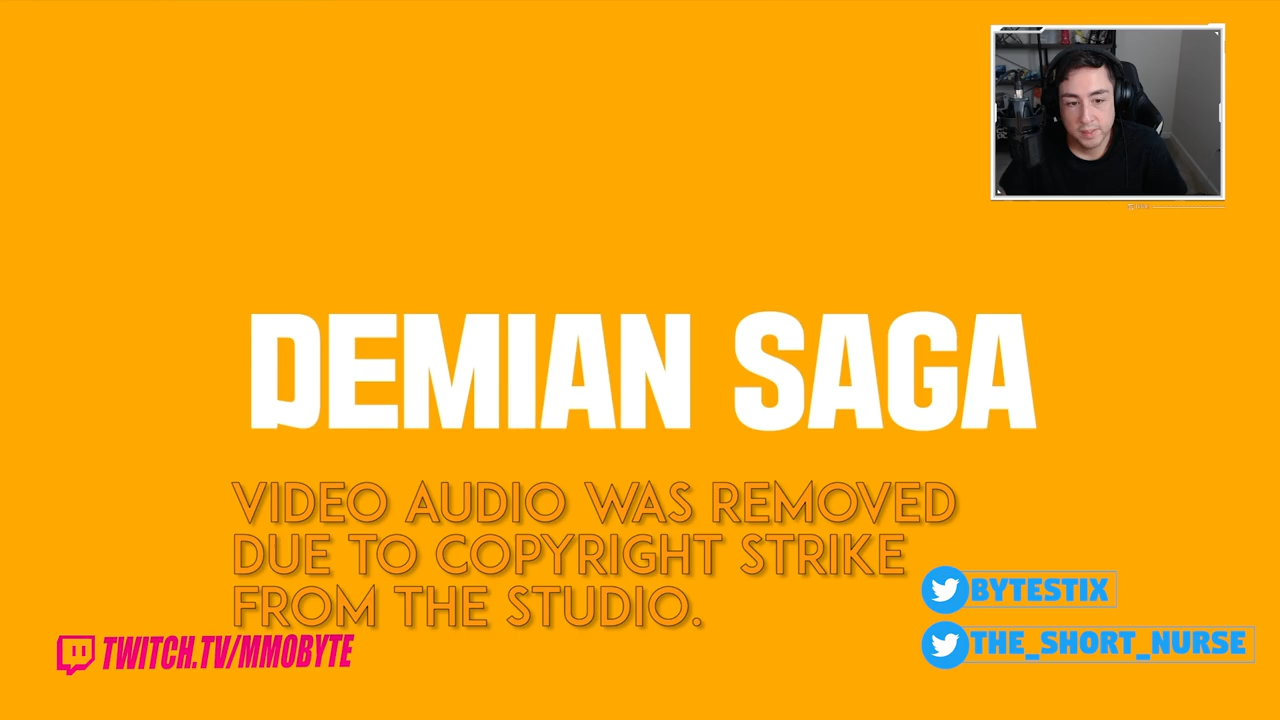 DEMIAN SAGA
VIDEO AUDIO WAS REMOVED
DUE TO COPYRIGHT STRIKE
FROM THE STUDIO.
BYTESTIX
TWITCH.TV/MMOBYTE
THE_SHORT_NURSE